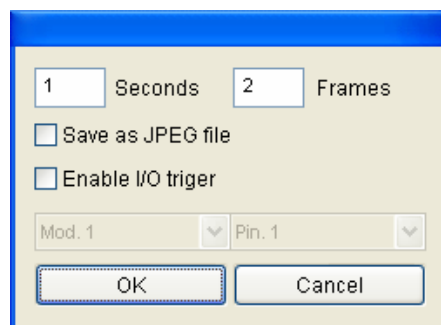 1 Seconds 2 Frames
Save as JPEG file
Enable I/O triger
Mod. 1 Pin. 1
OK Cancel